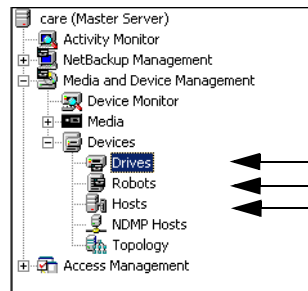 care (Master Server)
Activity Monitor
NetBackup Management
Media and Device Management
Device Monitor
Media
Devices
Drives
Robots
Hosts
NDMP Hosts
Topology
Access Management